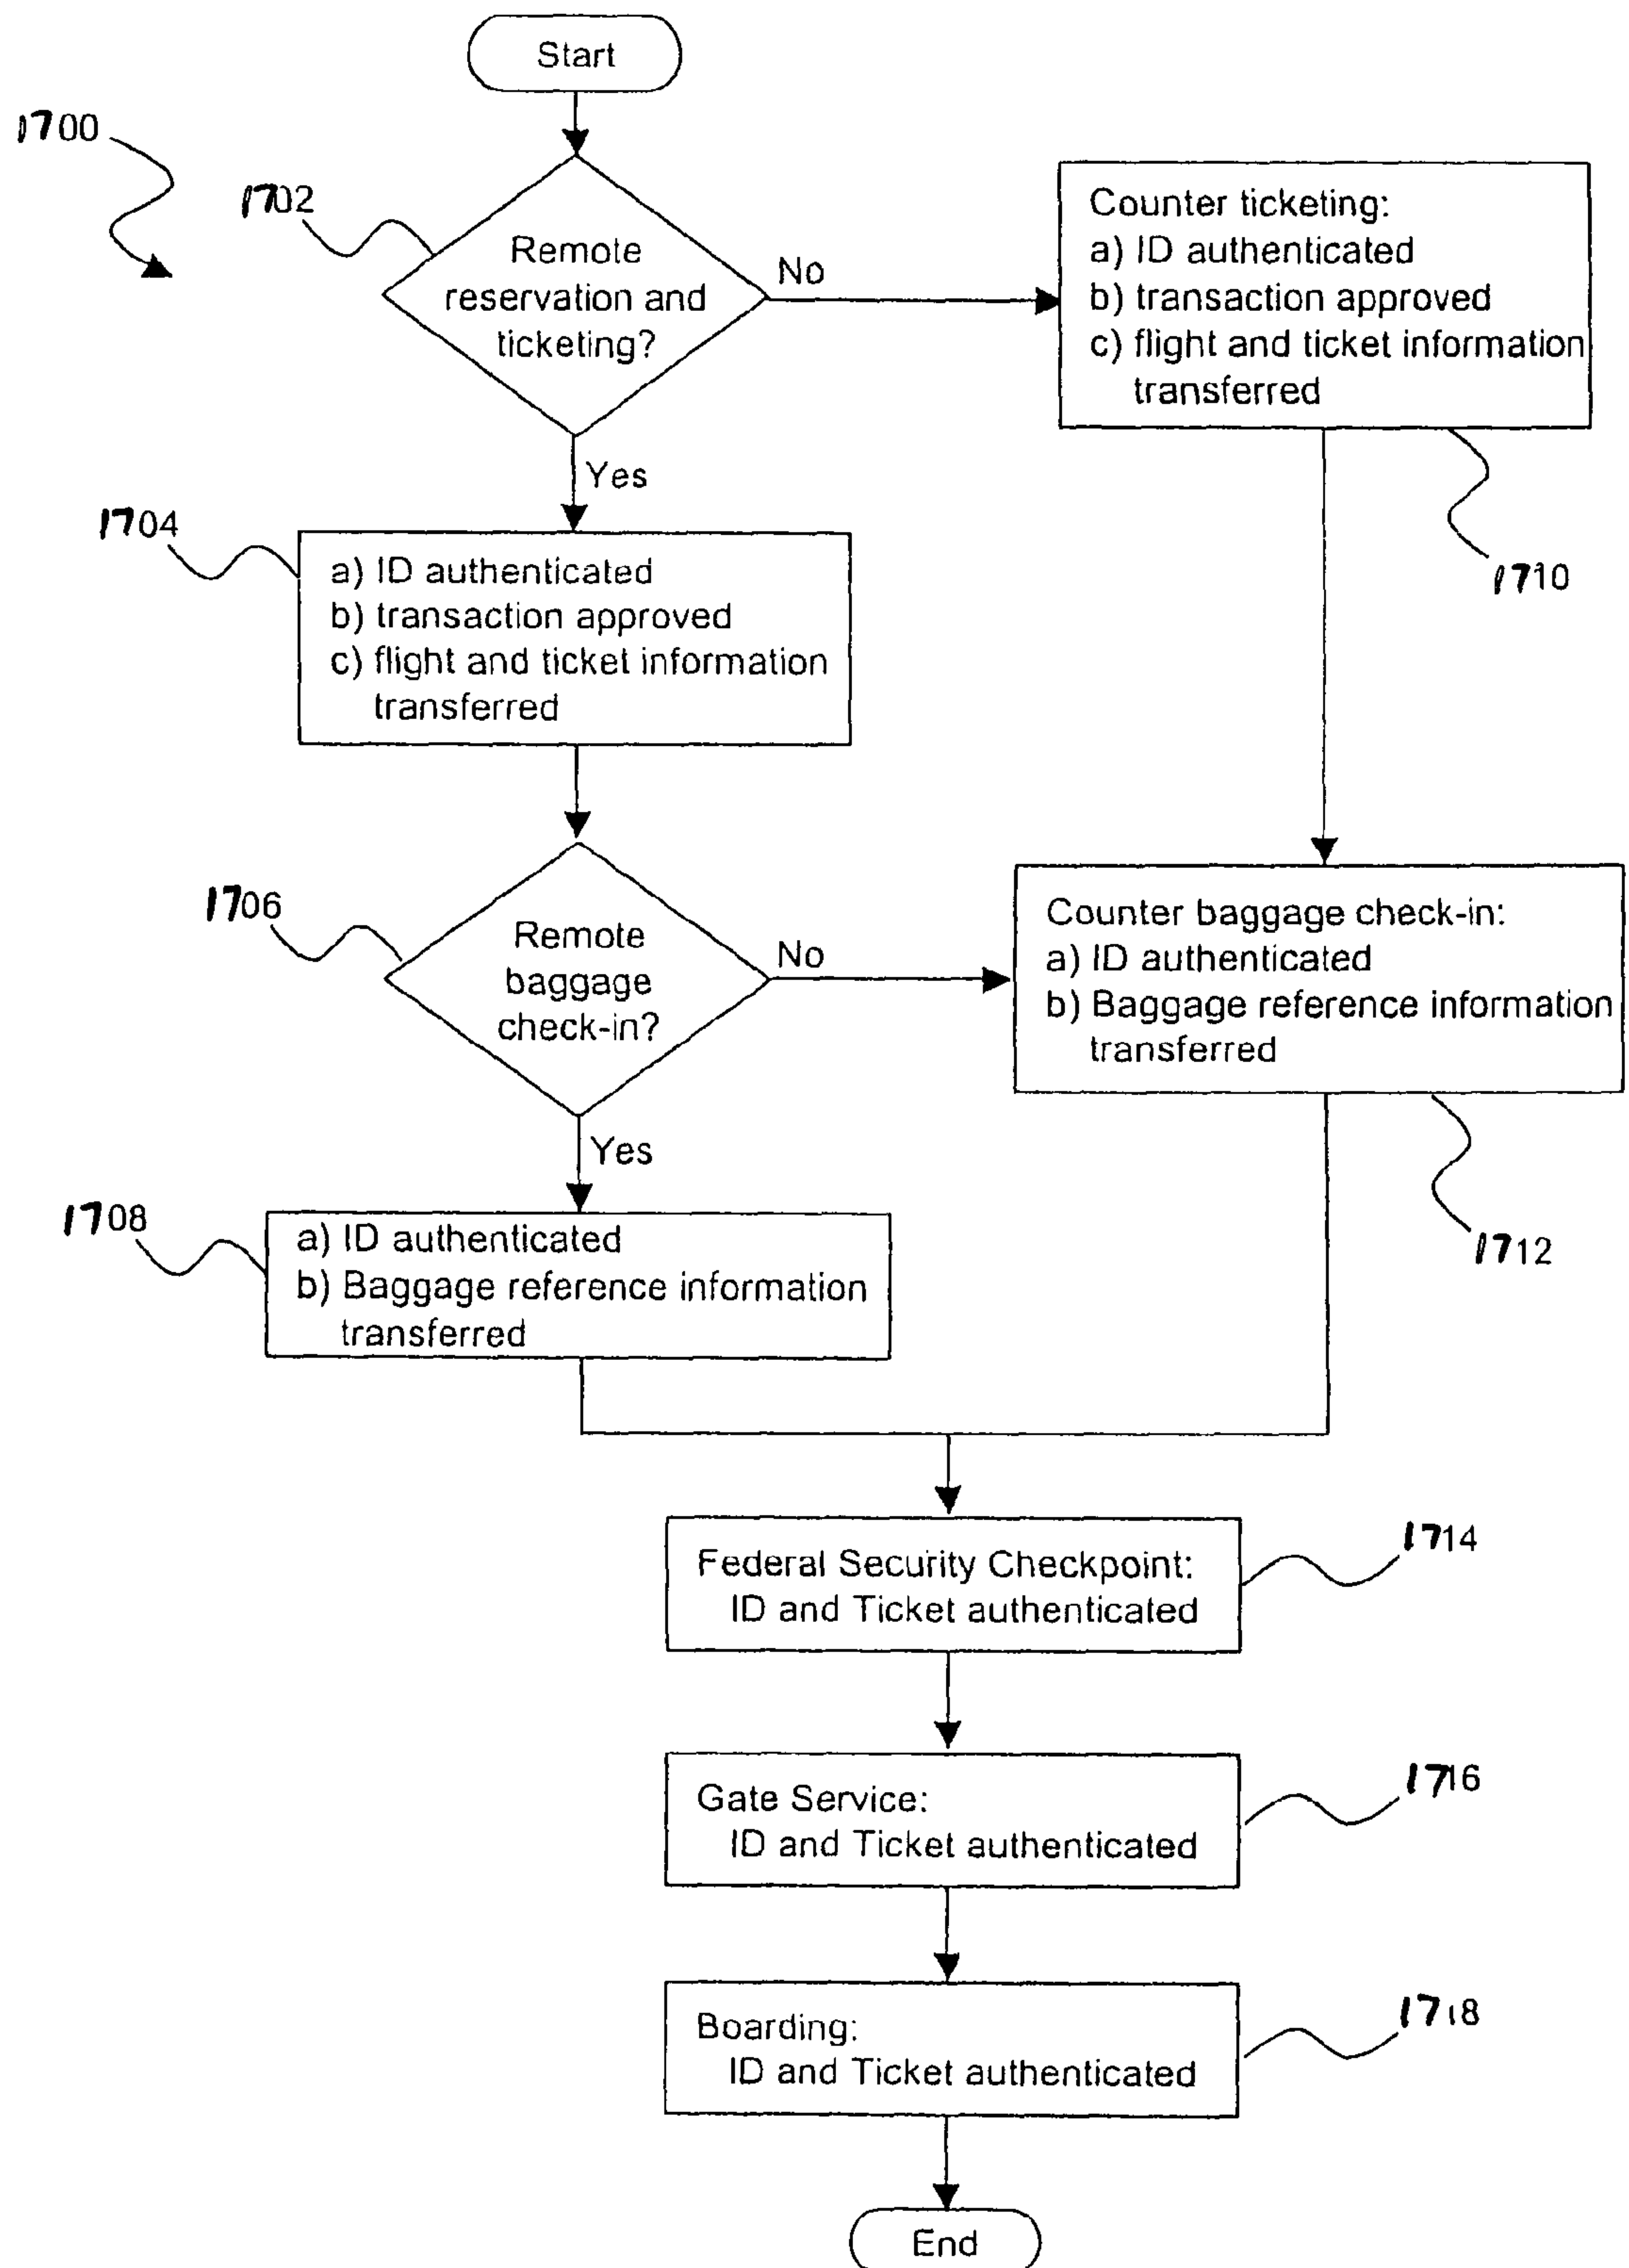 Start
1700
1702
Remote
reservation and
ticketing?
No
Counter ticketing:
a) ID authenticated
b) transaction approved
c) flight and ticket information
transferred
Yes
1704
a) ID authenticated
b) transaction approved
c) flight and ticket information
transferred
1710
1706
Remote
baggage
check-in?
No
Counter baggage check-in:
a) ID authenticated
b) Baggage reference information
transferred
Yes
1708
a) ID authenticated
b) Baggage reference information
transferred
1712
Federal Security Checkpoint:
ID and Ticket authenticated
1714
Gate Service:
ID and Ticket authenticated
1716
Boarding:
ID and Ticket authenticated
1718
End